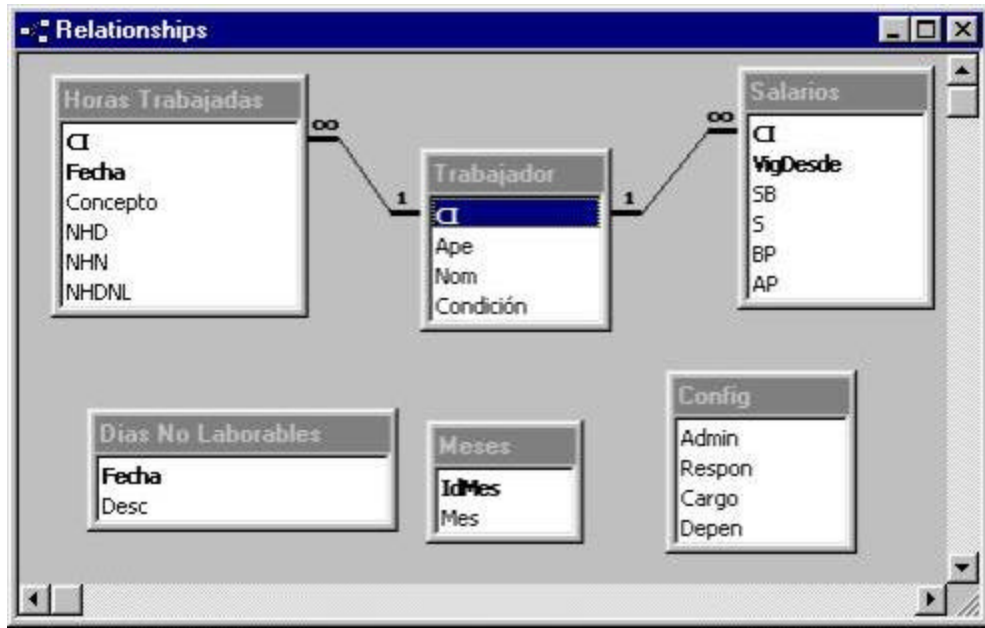 Relationships
Horas Trabajadas
CI
Fecha
Concepto
NHD
NHN
NHDNL
∞
1
Trabajador
CI
Ape
Nom
Condición
1
∞
Salarios
CI
VigDesde
SB
S
BP
AP
Dias No Laborables
Fecha
Desc
Meses
IdMes
Mes
Config
Admin
Respon
Cargo
Depen